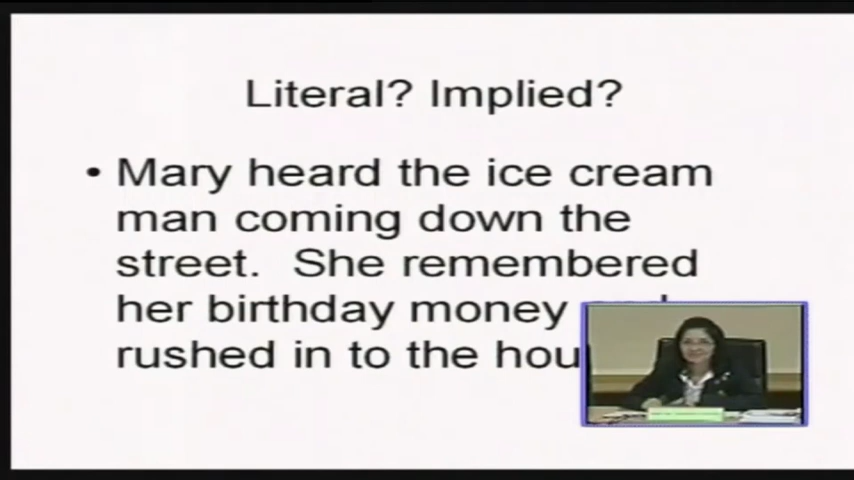 Literal? Implied?
• Mary heard the ice cream
man coming down the
street. She remembered
her birthday money
rushed in to the hou